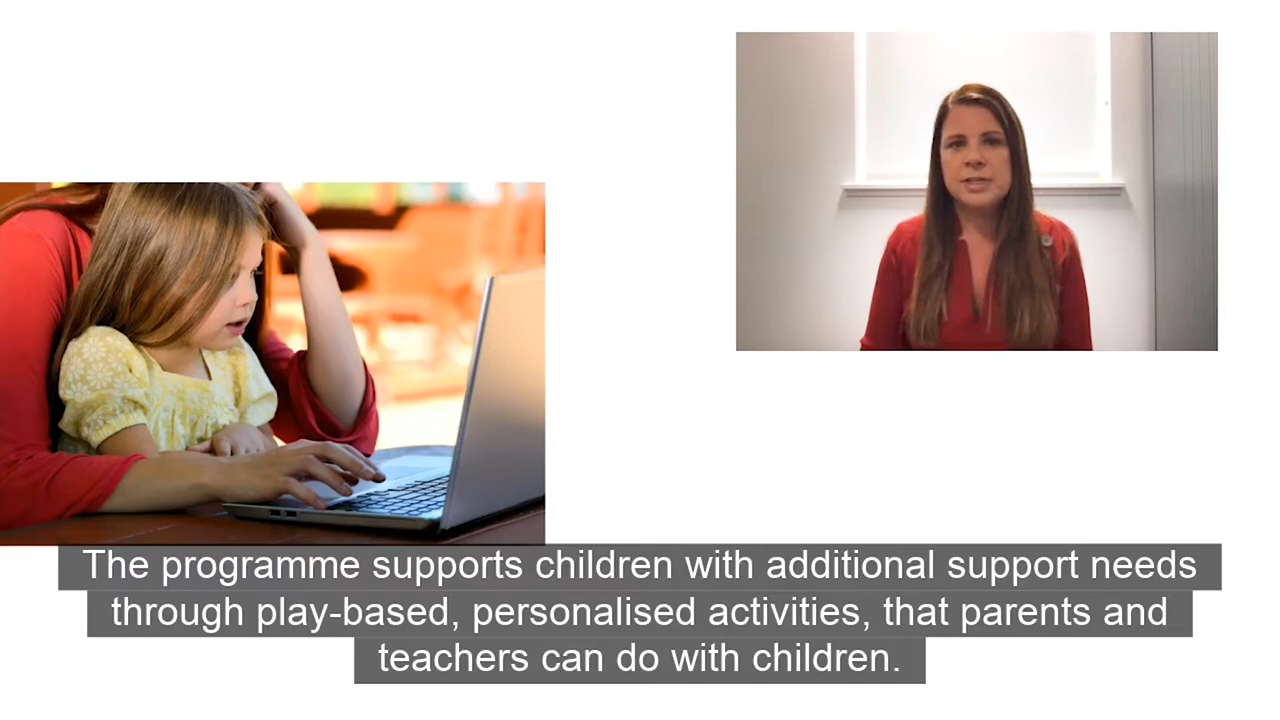 The programme supports children with additional support needs
through play-based, personalised activities, that parents and
teachers can do with children.